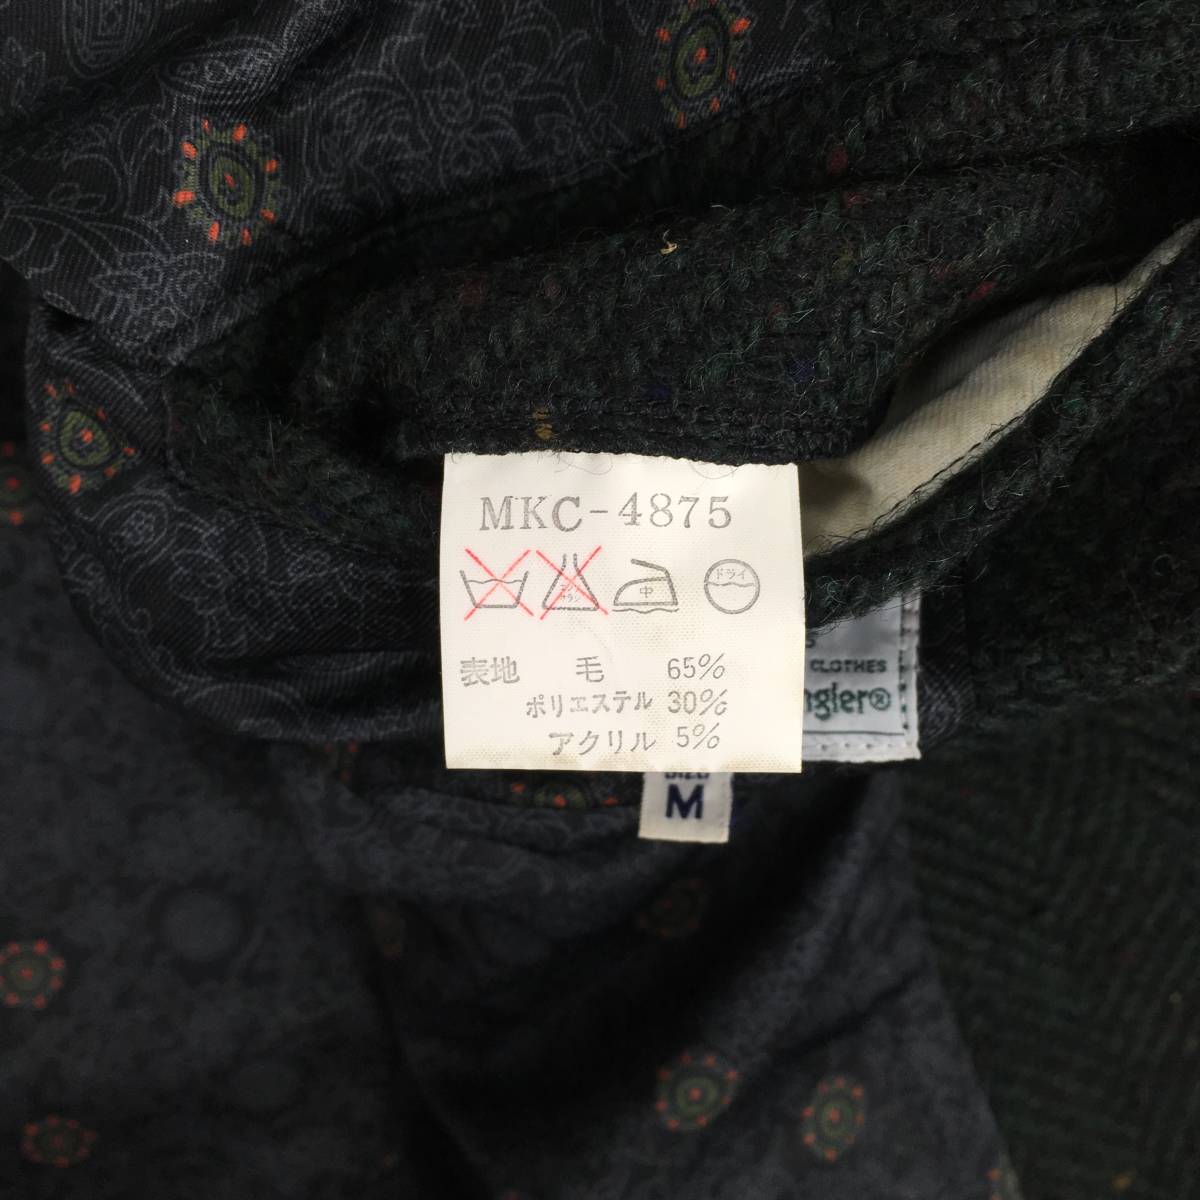 MKC-4875
中
ドライ
表地 毛 65%
ポリエステル 30%
アクリル 5%
CLOTHES
ngler®
M